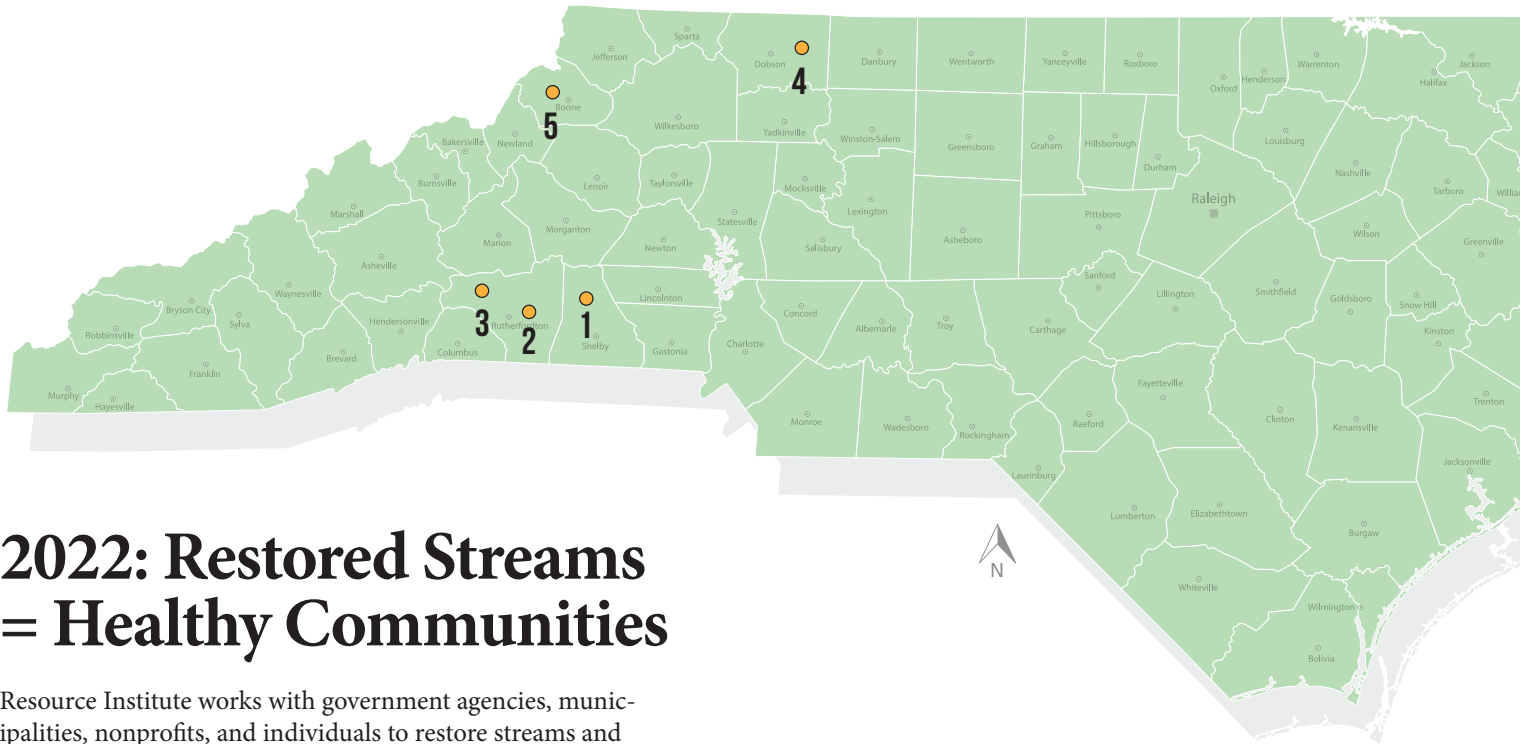 Sparta
Jefferson
Dobson
4
Danbury
Wentworth
Yanceyville
Roxboro
Oxford
Henderson
Warrenton
Halifax
Jackson
Boone
5
Wilkesboro
Yadkinville
Winston-Salem
Greensboro
Graham
Hillsborough
Durham
Louisburg
Nashville
Tarboro
Bakersville
Newland
Burnsville
Lenoir
Taylorsville
Mocksville
Lexington
Raleigh
Marshall
Statesville
Pittsboro
Wilson
Greenville
Marion
Morganton
Newton
Salisbury
Asheboro
Asheville
Sanford
Waynesville
Lincolnton
Lillington
Smithfield
Goldsboro
Snow Hill
Bryson City
Sylva
Robbinsville
Hendersonville
3
Rutherfordton
2
1
Shelby
Concord
Albemarle
Troy
Carthage
Kinston
Columbus
Gastonia
Charlotte
Brevard
Franklin
Murphy
Hayesville
Fayetteville
Trenton
Monroe
Wadesboro
Rockingham
Raeford
Clinton
Kenansville
Laurinburg
Jacksonville
Lumberton
Elizabethtown
Burgaw
N
Whiteville
Wilmington
Bolivia
2022: Restored Streams
= Healthy Communities
Resource Institute works with government agencies, munic-
ipalities, nonprofits, and individuals to restore streams and